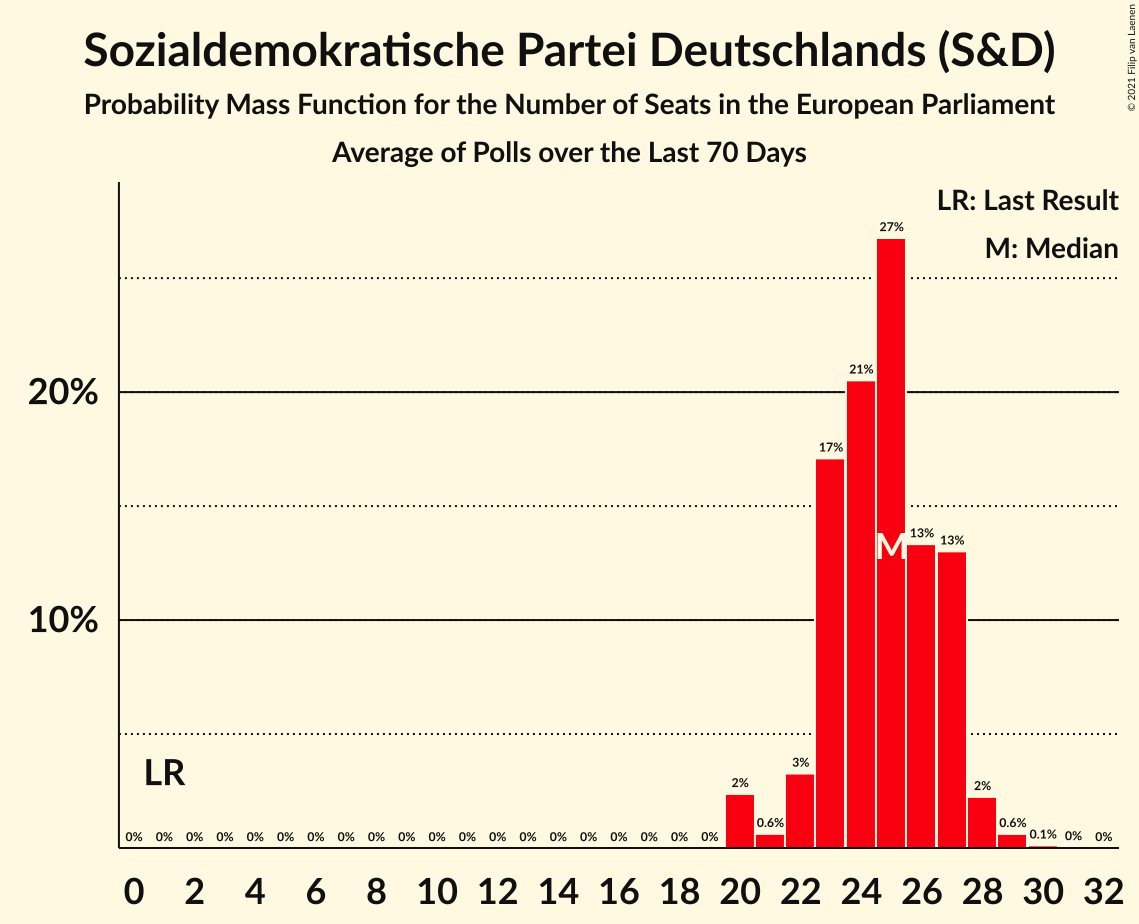 Sozialdemokratische Partei Deutschlands (S&D)
Probability Mass Function for the Number of Seats in the European Parliament
Average of Polls over the Last 70 Days
© 2021 Filip van Laenen
LR: Last Result
M: Median
27%
21%
20%
17%
M
13%
13%
10%
LR
0% 0% 0% 0% 0% 0% 0% 0% 0% 0% 0% 0% 0% 0% 0% 0% 0% 0% 0% 0% 2% 0.6% 3% 2% 0.6% 0.1% 0% 0%
0 2 4 6 8 10 12 14 16 18 20 22 24 26 28 30 32